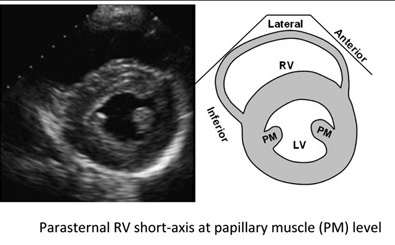 Lateral
Anterior
RV
Inferior
PM
PM
LV
Parasternal RV short-axis at papillary muscle (PM) level